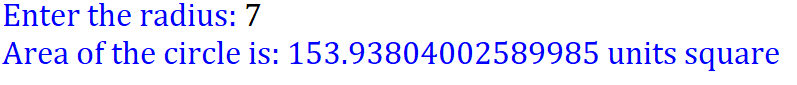 Enter the radius: 7
Area of the circle is: 153.93804002589985 units square